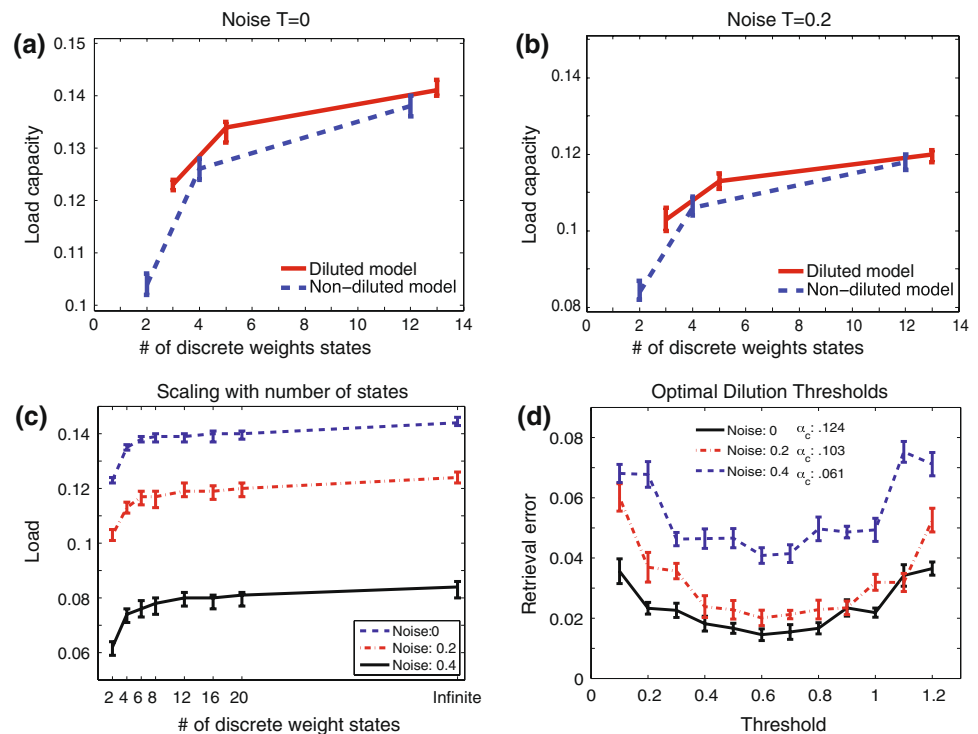 (a)
Noise T=0
Load capacity
0.15
0.14
0.13
0.12
0.11
0.1
0 2 4 6 8 10 12 14
# of discrete weights states
Diluted model
Non-diluted model
(b)
Noise T=0.2
Load capacity
0.14
0.12
0.1
0.08
0 2 4 6 8 10 12 14
# of discrete weights states
Diluted model
Non-diluted model
(c)
Scaling with number of states
Load
0.14
0.12
0.1
0.08
0.06
2 4 6 8 12 16 20 Infinite
# of discrete weight states
Noise:0
Noise: 0.2
Noise: 0.4
(d)
Optimal Dilution Thresholds
Retrieval error
0.08
0.06
0.04
0.02
0
0 0.2 0.4 0.6 0.8 1 1.2
Threshold
Noise: 0 αc: .124
Noise: 0.2 αc: .103
Noise: 0.4 αc: .061